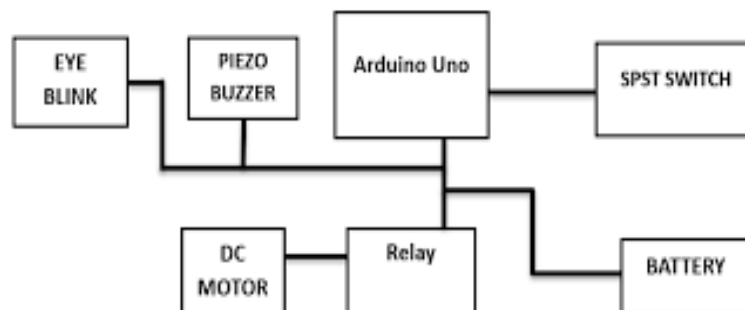 EYE
BLINK
PIEZO
BUZZER
Arduino Uno
SPST SWITCH
DC
MOTOR
Relay
BATTERY